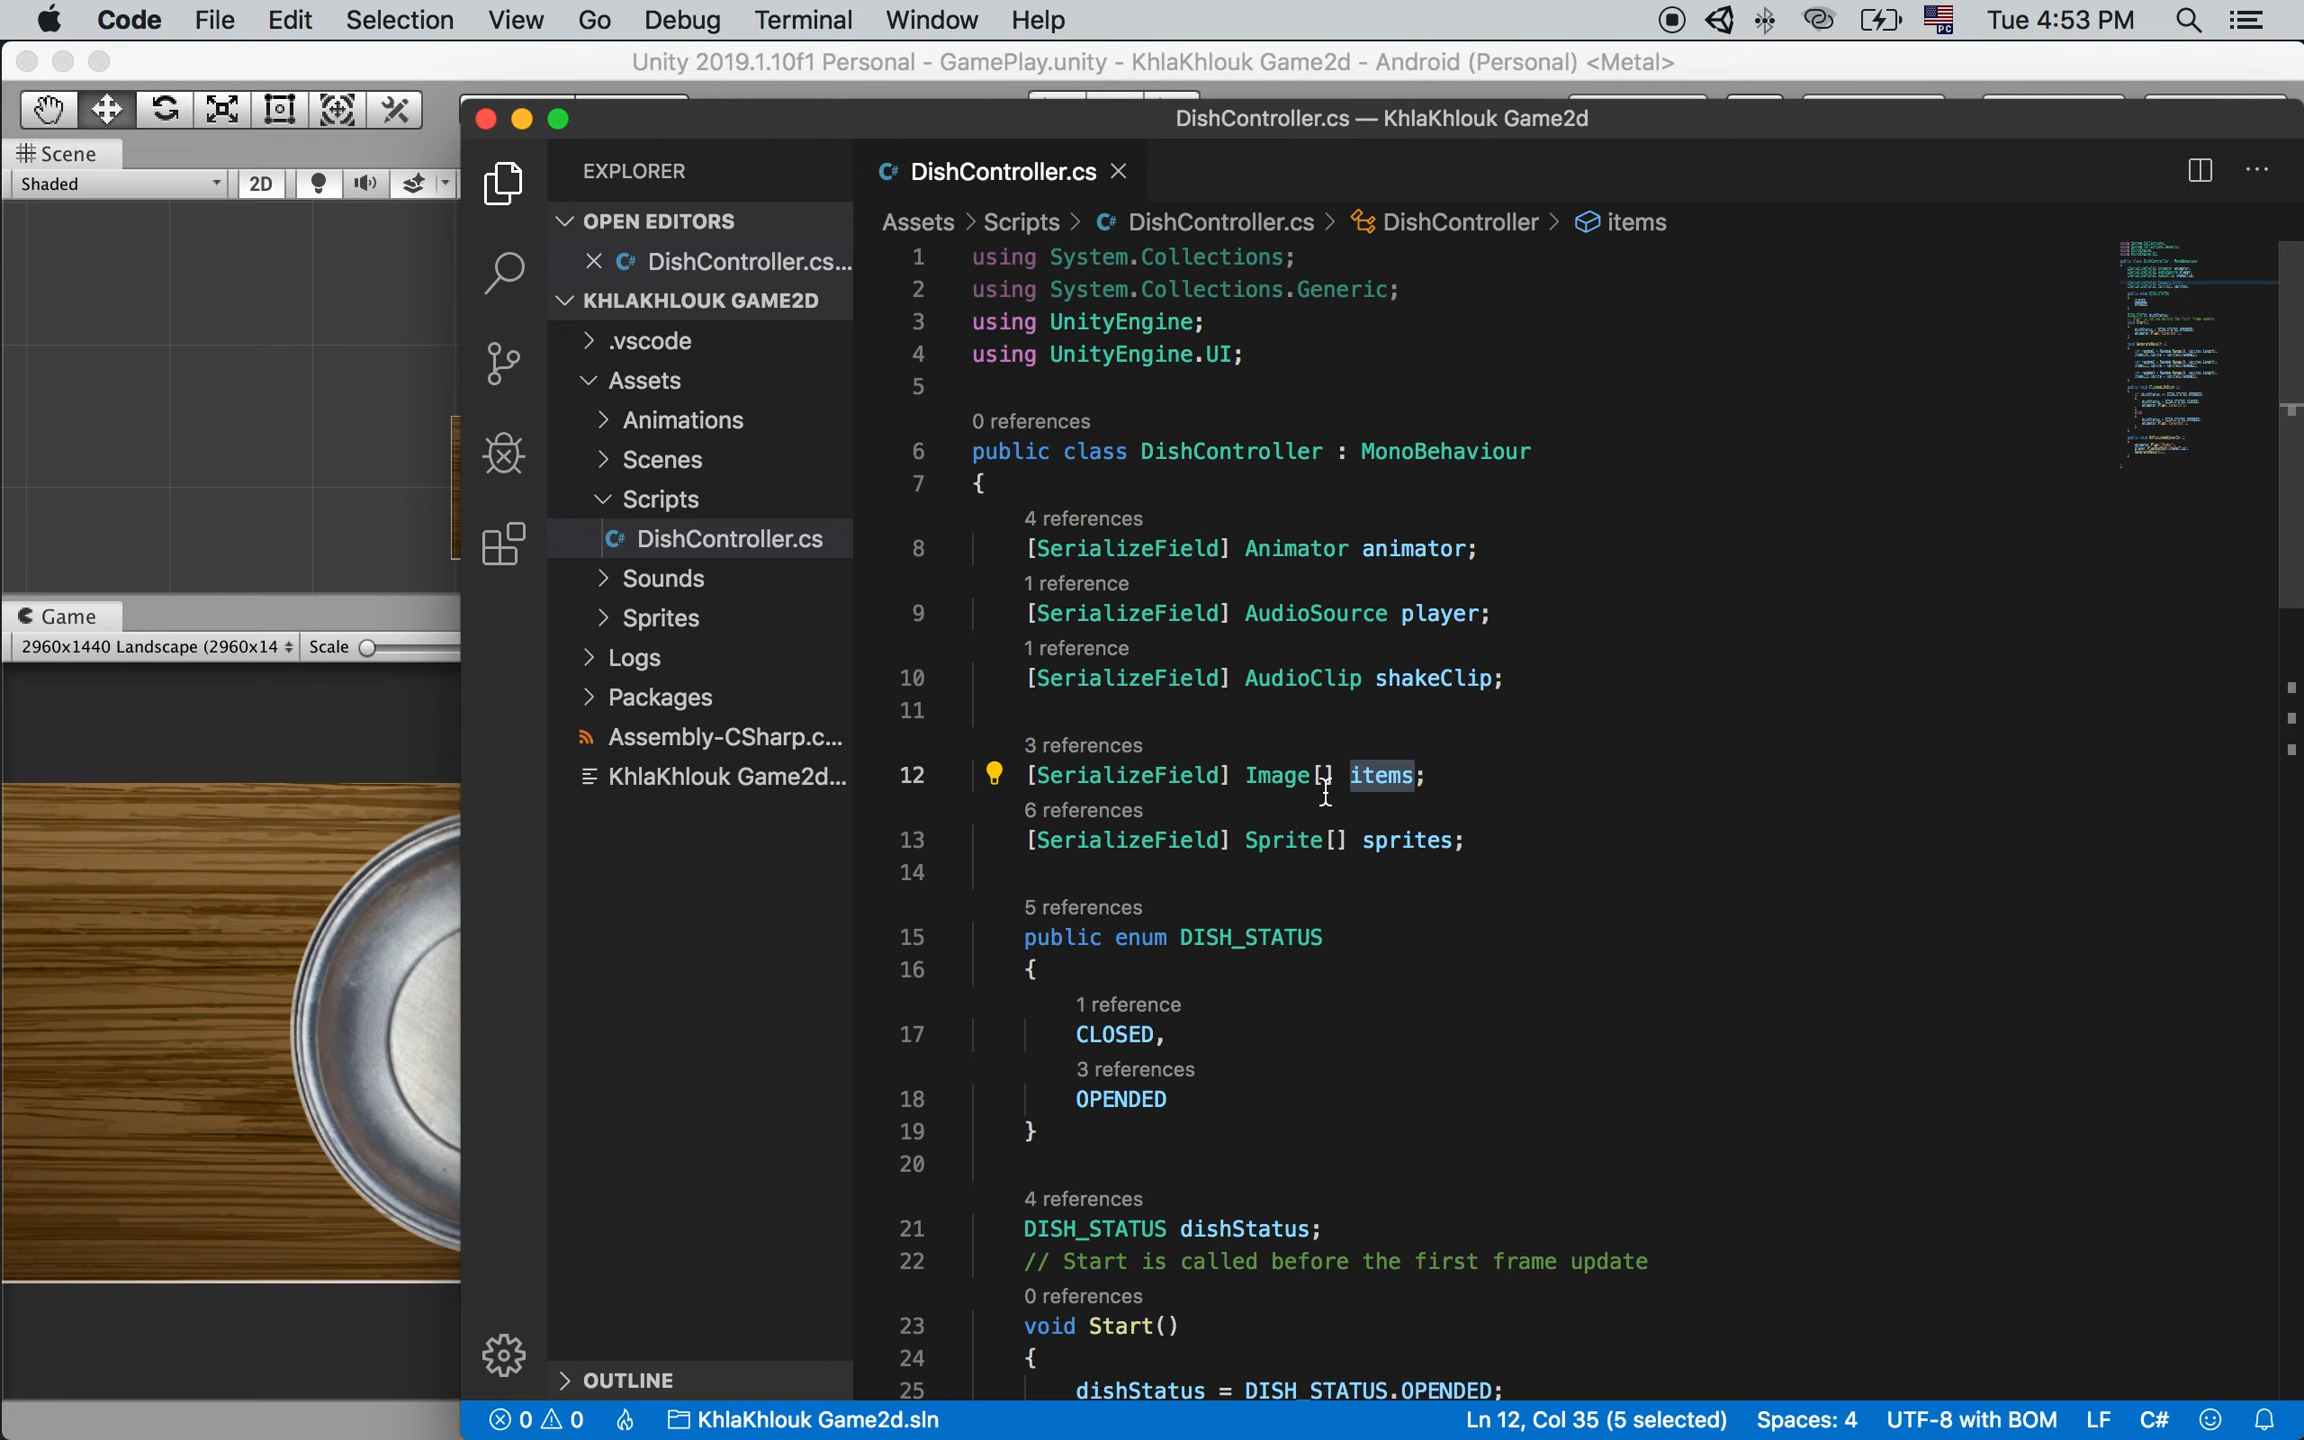 Code File Edit Selection View Go Debug Terminal Window Help Tue 4:53 PM
Unity 2019.1.10f1 Personal - GamePlay.unity - KhlaKhlouk Game2d - Android (Personal) <Metal>
Scene
Shaded 2D
Game
2960x1440 Landscape (2960x14 Scale
DishController.cs — KhlaKhlouk Game2d
EXPLORER
OPEN EDITORS
DishController.cs...
KHLAKHLOUK GAME2D
.vscode
Assets
Animations
Scenes
Scripts
DishController.cs
Sounds
Sprites
Logs
Packages
Assembly-CSharp.c...
KhlaKhlouk Game2d...
OUTLINE
DishController.cs
Assets > Scripts > DishController.cs > DishController > items
1 using System.Collections;
2 using System.Collections.Generic;
3 using UnityEngine;
4 using UnityEngine.UI;
5
0 references
6 public class DishController : MonoBehaviour
7 {
4 references
8 [SerializeField] Animator animator;
1 reference
9 [SerializeField] AudioSource player;
1 reference
10 [SerializeField] AudioClip shakeClip;
11
3 references
12 [SerializeField] Image[] items;
6 references
13 [SerializeField] Sprite[] sprites;
14
5 references
15 public enum DISH_STATUS
16 {
1 reference
17 CLOSED,
3 references
18 OPENDED
19 }
20
4 references
21 DISH_STATUS dishStatus;
22 // Start is called before the first frame update
0 references
23 void Start()
24 {
25 dishStatus = DISH_STATUS.OPENDED;
0 0 KhlaKhlouk Game2d.sln Ln 12, Col 35 (5 selected) Spaces: 4 UTF-8 with BOM LF C#